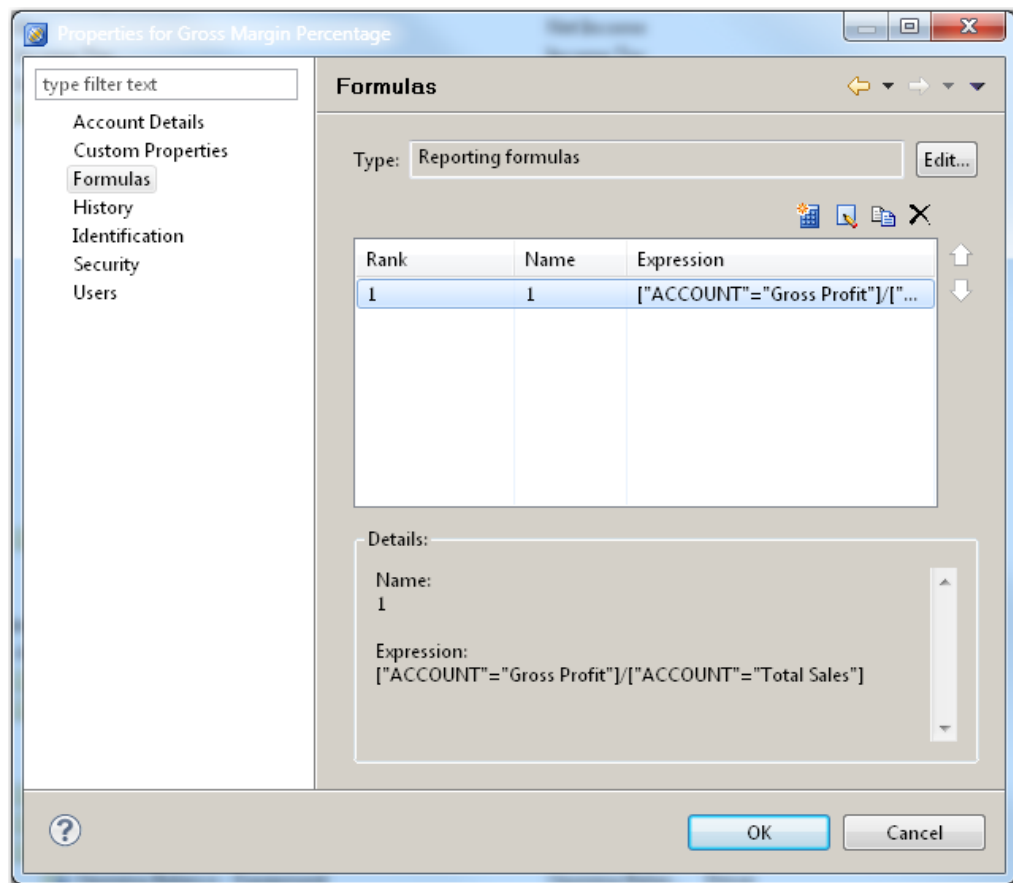 Properties for Gross Margin Percentage
type filter text
Account Details
Custom Properties
Formulas
History
Identification
Security
Users
Formulas
Type: Reporting formulas Edit...
Rank Name Expression
1 1 ["ACCOUNT"="Gross Profit"]/["...
Details:
Name:
1
Expression:
["ACCOUNT"="Gross Profit"]/["ACCOUNT"="Total Sales"]
OK Cancel